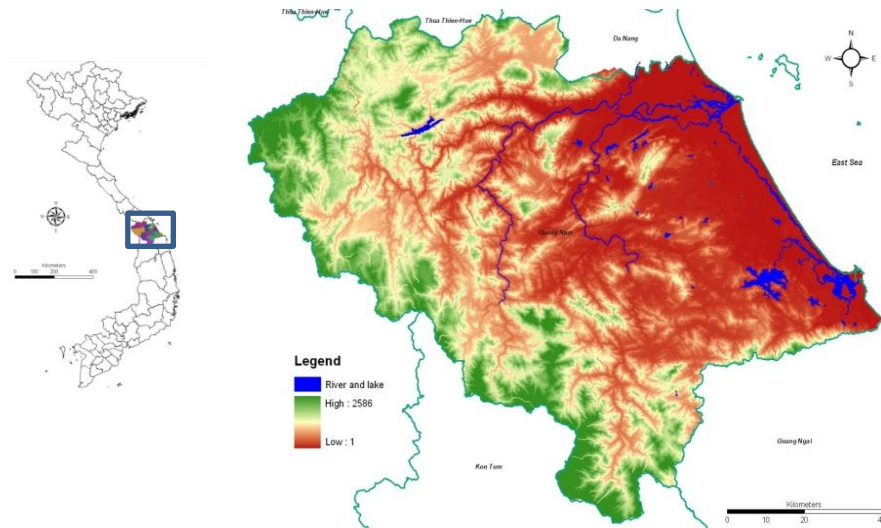 Thua Thien-Hue
Thua Thien-Hue
Da Nang
N
W
E
S
East Sea
Quang Nam
Kilometers
0
100
200
400
Legend
River and lake
High : 2586
Low : 1
Kon Tum
Quang Ngai
Kilometers
0
10
20